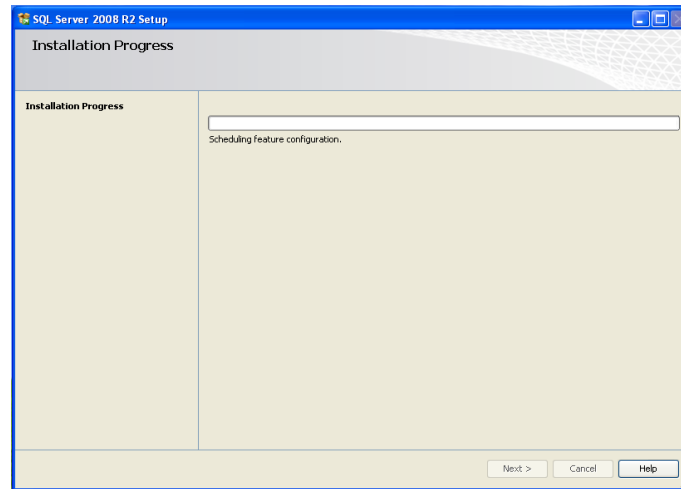 SQL Server 2008 R2 Setup
Installation Progress
Installation Progress
Scheduling feature configuration.
Next >
Cancel
Help